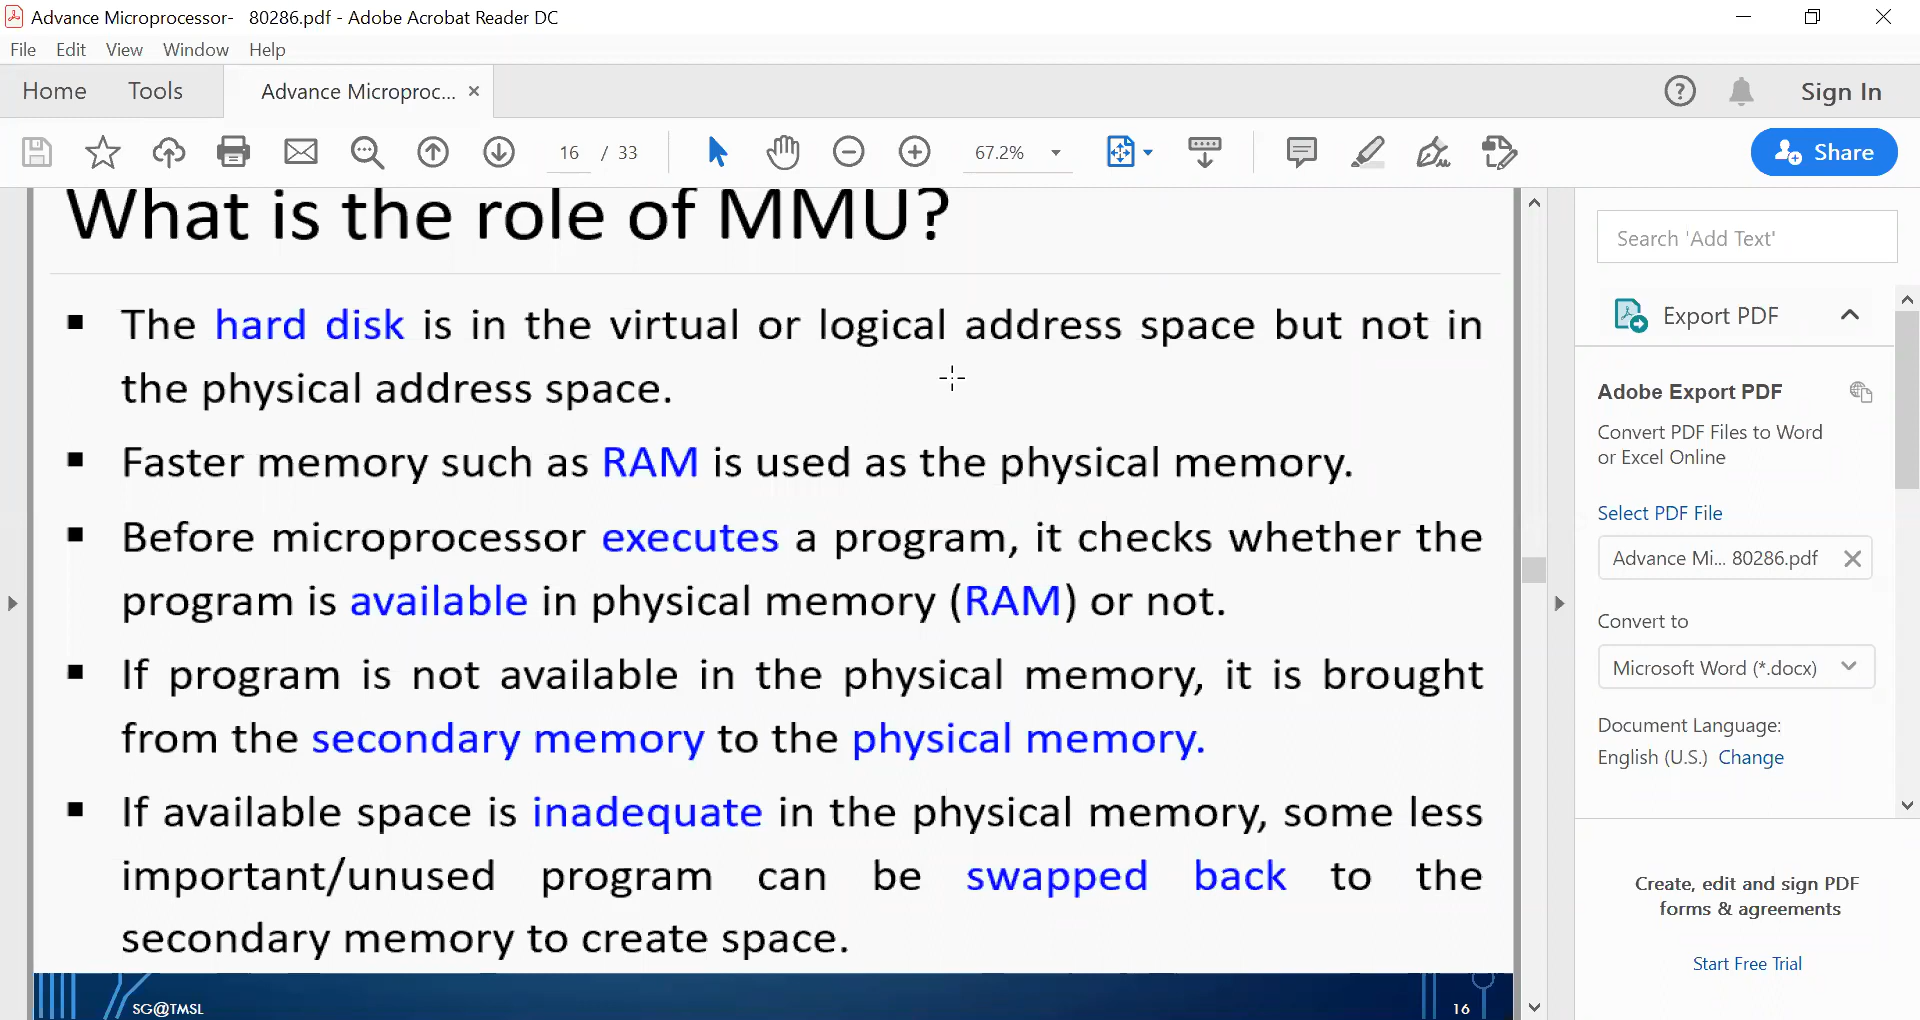 Advance Microprocessor- 80286.pdf - Adobe Acrobat Reader DC
File Edit View Window Help
Home Tools Advance Microproc... × Sign In
16 / 33 67.2% Share
What is the role of MMU?
▪ The hard disk is in the virtual or logical address space but not in
the physical address space.
▪ Faster memory such as RAM is used as the physical memory.
▪ Before microprocessor executes a program, it checks whether the
program is available in physical memory (RAM) or not.
▪ If program is not available in the physical memory, it is brought
from the secondary memory to the physical memory.
▪ If available space is inadequate in the physical memory, some less
important/unused program can be swapped back to the
secondary memory to create space.
SG@TMSL 16
Search 'Add Text'
Export PDF
Adobe Export PDF
Convert PDF Files to Word
or Excel Online
Select PDF File
Advance Mi... 80286.pdf
Convert to
Microsoft Word (*.docx)
Document Language:
English (U.S.) Change
Create, edit and sign PDF
forms & agreements
Start Free Trial